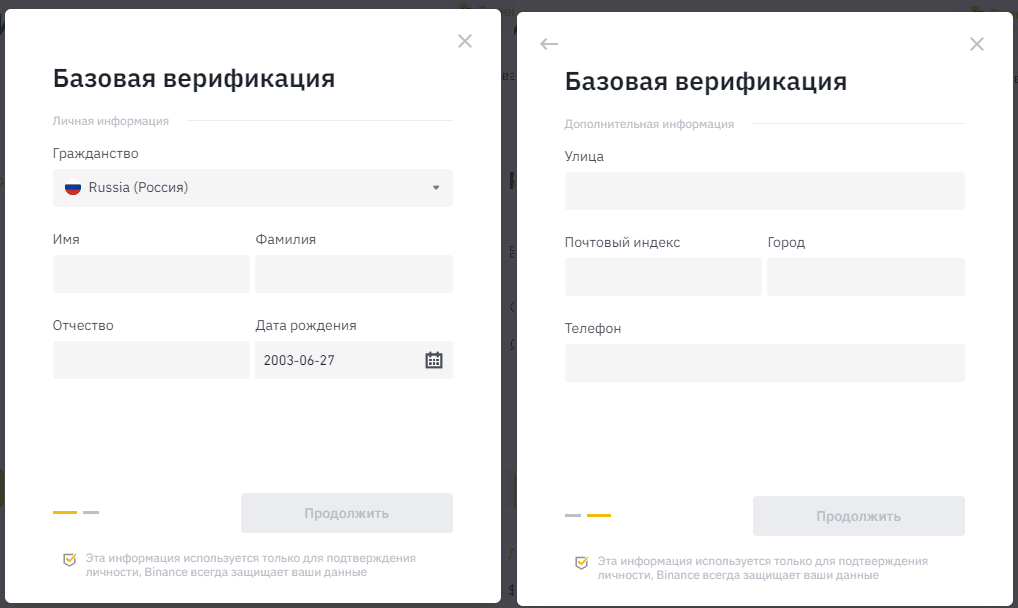 Базовая верификация
Личная информация
Гражданство
Russia (Россия)
Имя Фамилия
Отчество Дата рождения
2003-06-27
Продолжить
Эта информация используется только для подтверждения
личности, Binance всегда защищает ваши данные
Базовая верификация
Дополнительная информация
Улица
Почтовый индекс Город
Телефон
Продолжить
Эта информация используется только для подтверждения
личности, Binance всегда защищает ваши данные